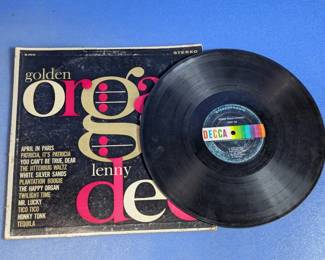 STEREO
golden
orga
lenny
dee
APRIL IN PARIS
PATRICIA, IT'S PATRICIA
YOU CAN'T BE TRUE, DEAR
THE JITTERBUG WALTZ
WHITE SILVER SANDS
PLANTATION BOOGIE
THE HAPPY ORGAN
TWILIGHT TIME
MR. LUCKY
TICO TICO
HONKY TONK
TEQUILA
DECCA